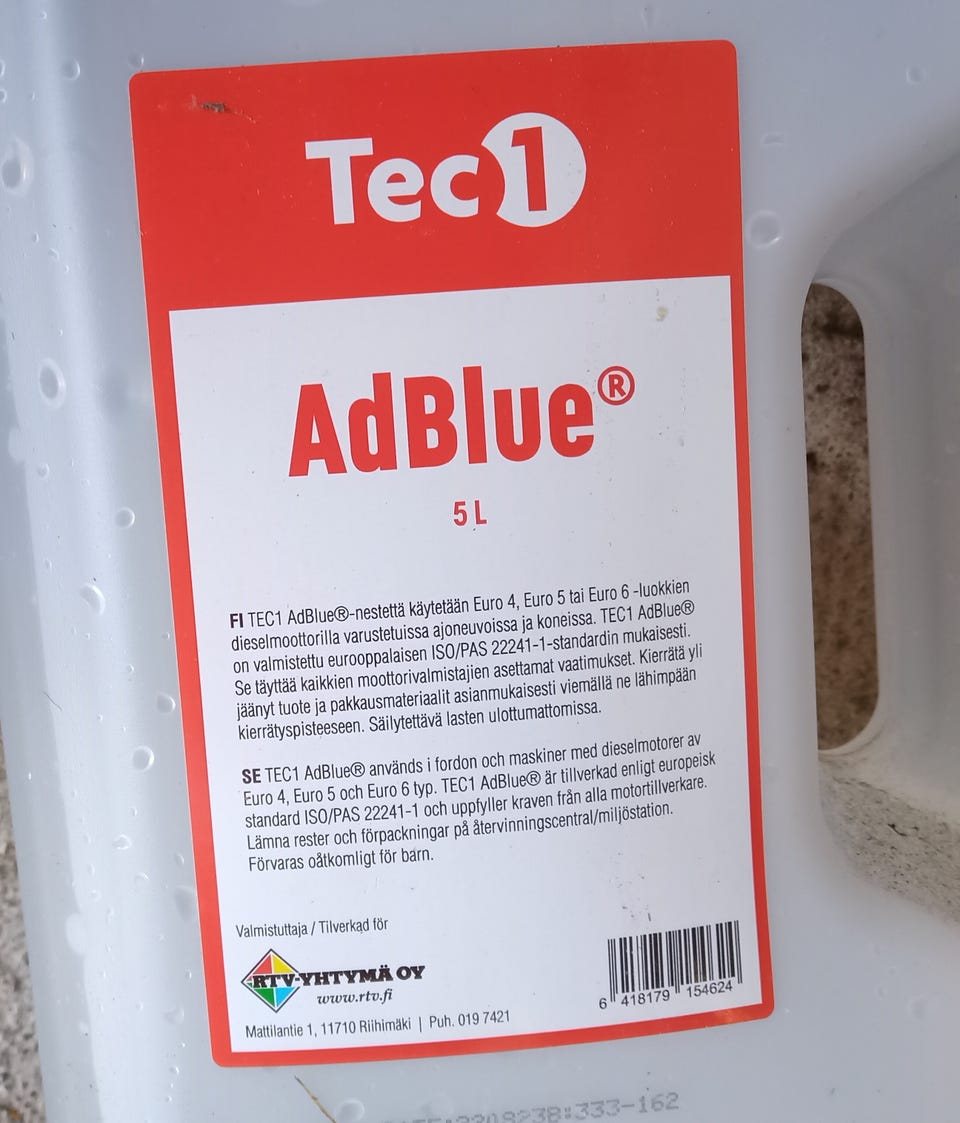 Tec1
AdBlue®
5 L
FI TEC1 AdBlue®-nestettä käytetään Euro 4, Euro 5 tai Euro 6 -luokkien
dieselmoottorilla varustetuissa ajoneuvoissa ja koneissa. TEC1 AdBlue®
on valmistettu eurooppalaisen ISO/PAS 22241-1-standardin mukaisesti.
Se täyttää kaikkien moottorivalmistajien asettamat vaatimukset. Kierrätä yli
jäänyt tuote ja pakkausmateriaalit asianmukaisesti viemällä ne lähimpään
kierrätyspisteeseen. Säilytettävä lasten ulottumattomissa.
SE TEC1 AdBlue® används i fordon och maskiner med dieselmotorer av
Euro 4, Euro 5 och Euro 6 typ. TEC1 AdBlue® är tillverkad enligt europeisk
standard ISO/PAS 22241-1 och uppfyller kraven från alla motortillverkare.
Lämna rester och förpackningar på återvinningscentral/miljöstation.
Förvaras oåtkomligt för barn.
Valmistuttaja / Tilverkad för
RTV-YHTYMÄ OY
www.rtv.fi
Mattilantie 1, 11710 Riihimäki | Puh. 019 7421
6 418179 154624